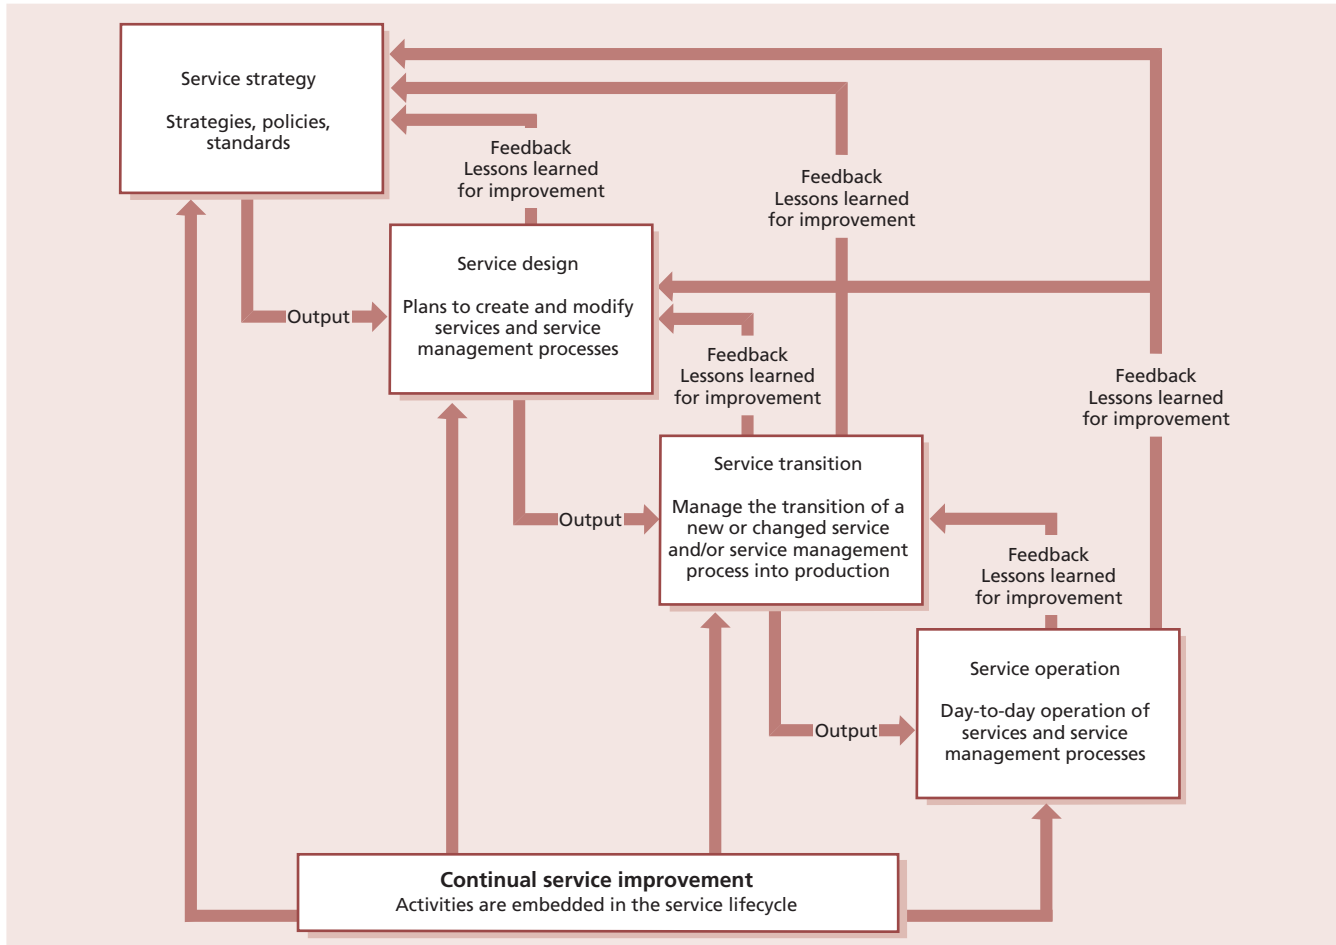 Service strategy
Strategies, policies,
standards
Feedback
Lessons learned
for improvement
Feedback
Lessons learned
for improvement
Service design
Plans to create and modify
services and service
management processes
Output
Feedback
Lessons learned
for improvement
Feedback
Lessons learned
for improvement
Service transition
Manage the transition of a
new or changed service
and/or service management
process into production
Output
Feedback
Lessons learned
for improvement
Service operation
Day-to-day operation of
services and service
management processes
Output
Continual service improvement
Activities are embedded in the service lifecycle